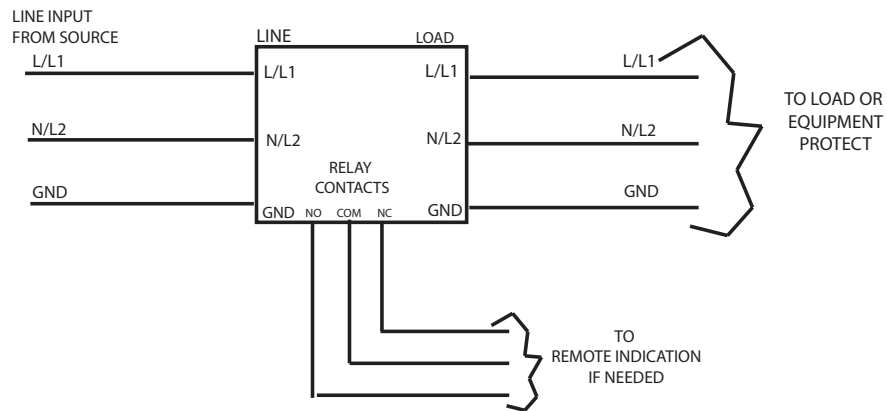 LINE INPUT
FROM SOURCE
L/L1
N/L2
GND
LINE
LOAD
L/L1
L/L1
N/L2
N/L2
RELAY
CONTACTS
GND NO COM NC GND
L/L1
N/L2
GND
TO LOAD OR
EQUIPMENT
PROTECT
TO
REMOTE INDICATION
IF NEEDED